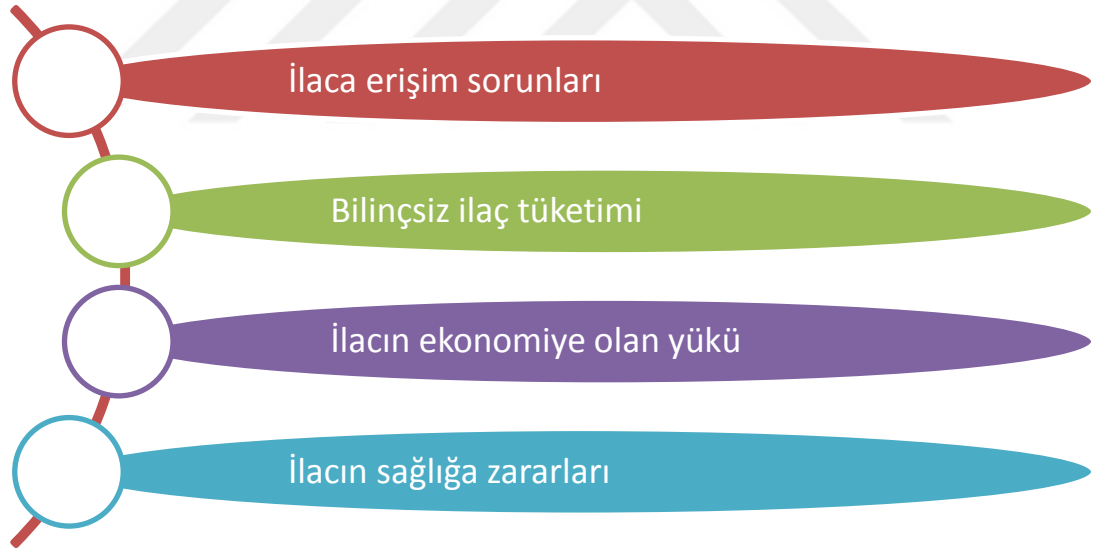 İlaca erişim sorunları
Bilinçsiz ilaç tüketimi
İlacın ekonomiye olan yükü
İlacın sağlığa zararları